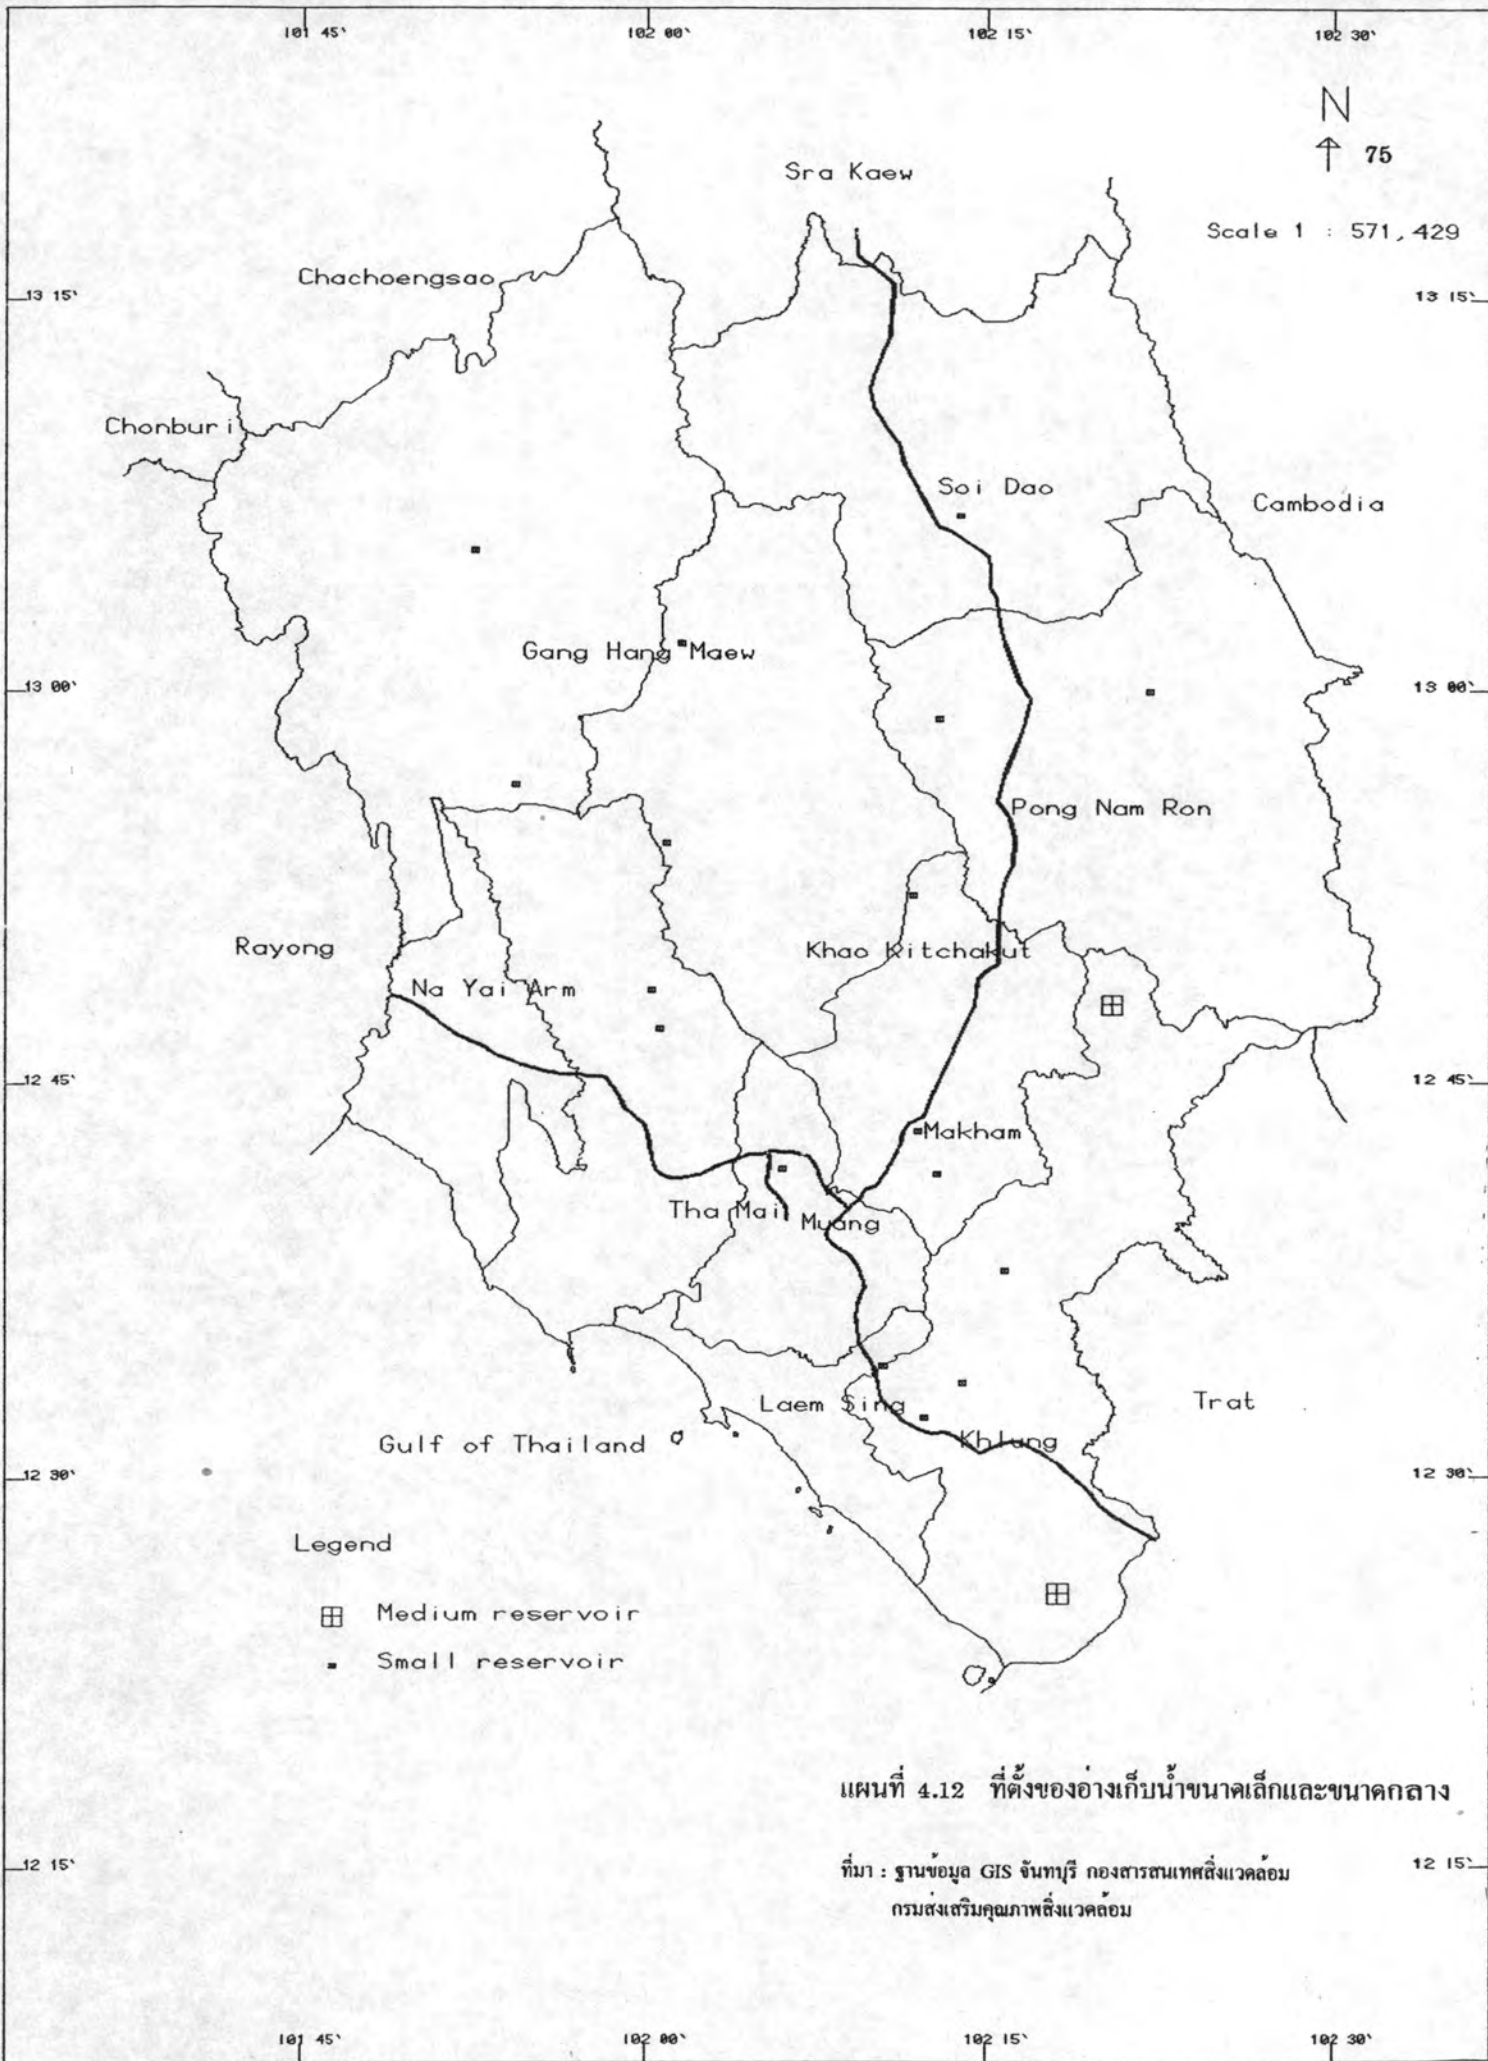 101 45` 102 00` 102 15` 102 30`
N
75
Sra Kaew
Scale 1 : 571,429
Chachoengsao
13 15` 13 15`
Chonburi
Soi Dao
Cambodia
Gang Hang Maew
13 00` 13 00`
Pong Nam Ron
Rayong
Khao Kitchakut
Na Yai Arm
12 45` 12 45`
Makham
Tha Mai
Muang
Laem Sing
Trat
Gulf of Thailand
Khlung
12 30` 12 30`
Legend
Medium reservoir
Small reservoir
แผนที่ 4.12 ที่ตั้งของอ่างเก็บน้ำขนาดเล็กและขนาดกลาง
12 15` 12 15`
ที่มา : ฐานข้อมูล GIS จันทบุรี กองสารสนเทศสิ่งแวดล้อม
กรมส่งเสริมคุณภาพสิ่งแวดล้อม
101 45` 102 00` 102 15` 102 30`